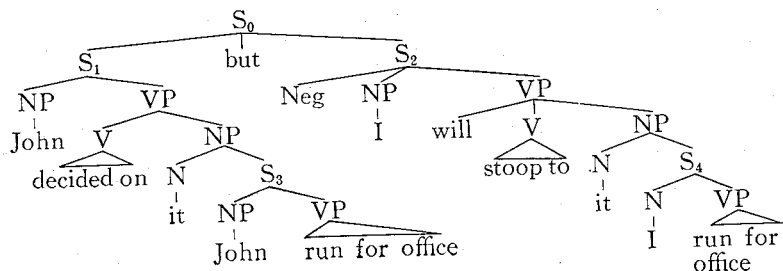 S₀
S₁ but S₂
NP VP Neg NP VP
John V NP I will V NP
decided on N S₃ stoop to N S₄
it NP VP it N VP
John run for office I run for
office